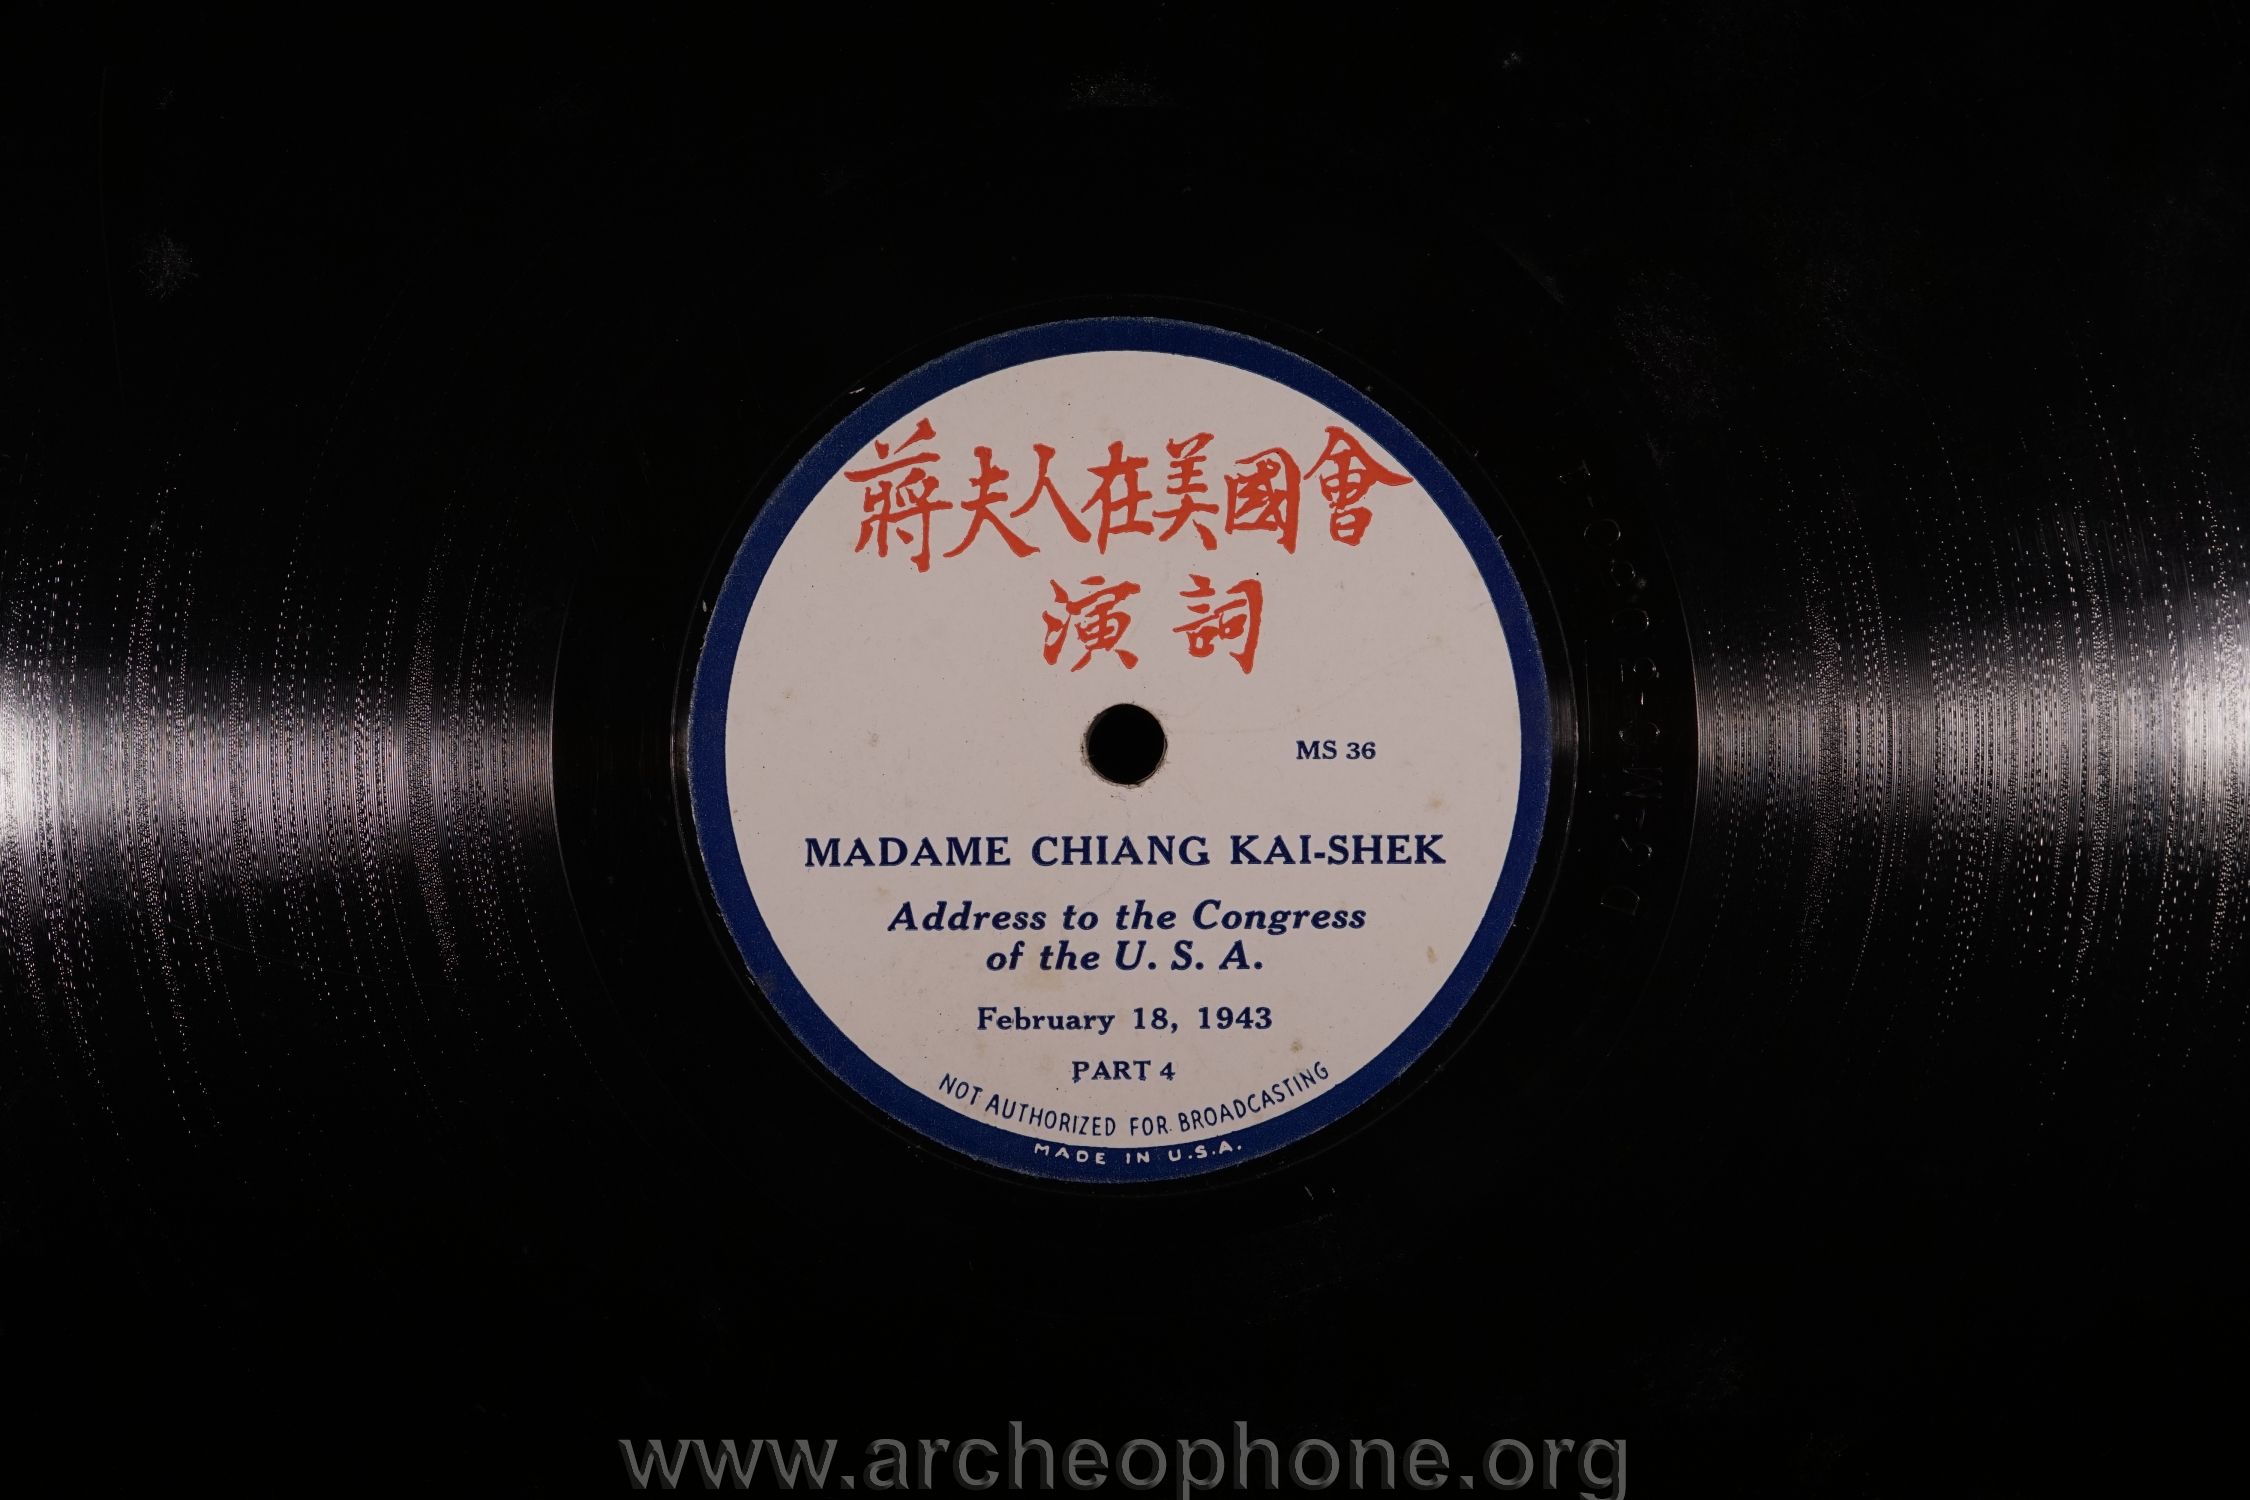 蔣夫人在美國會
演詞
MS 36
MADAME CHIANG KAI-SHEK
Address to the Congress
of the U. S. A.
February 18, 1943
PART 4
NOT AUTHORIZED FOR BROADCASTING
MADE IN U.S.A.
www.archeophone.org